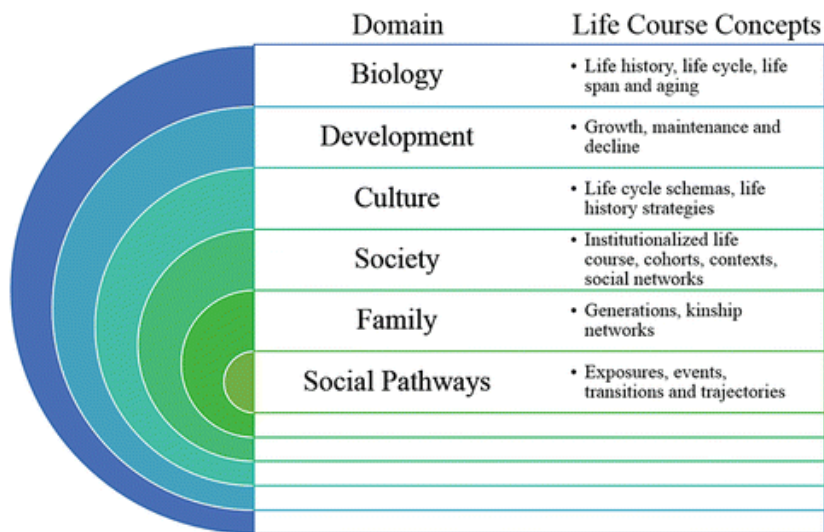 Domain Life Course Concepts
Biology
• Life history, life cycle, life
span and aging
Development
• Growth, maintenance and
decline
Culture
• Life cycle schemas, life
history strategies
Society
• Institutionalized life
course, cohorts, contexts,
social networks
Family
• Generations, kinship
networks
Social Pathways
• Exposures, events,
transitions and trajectories